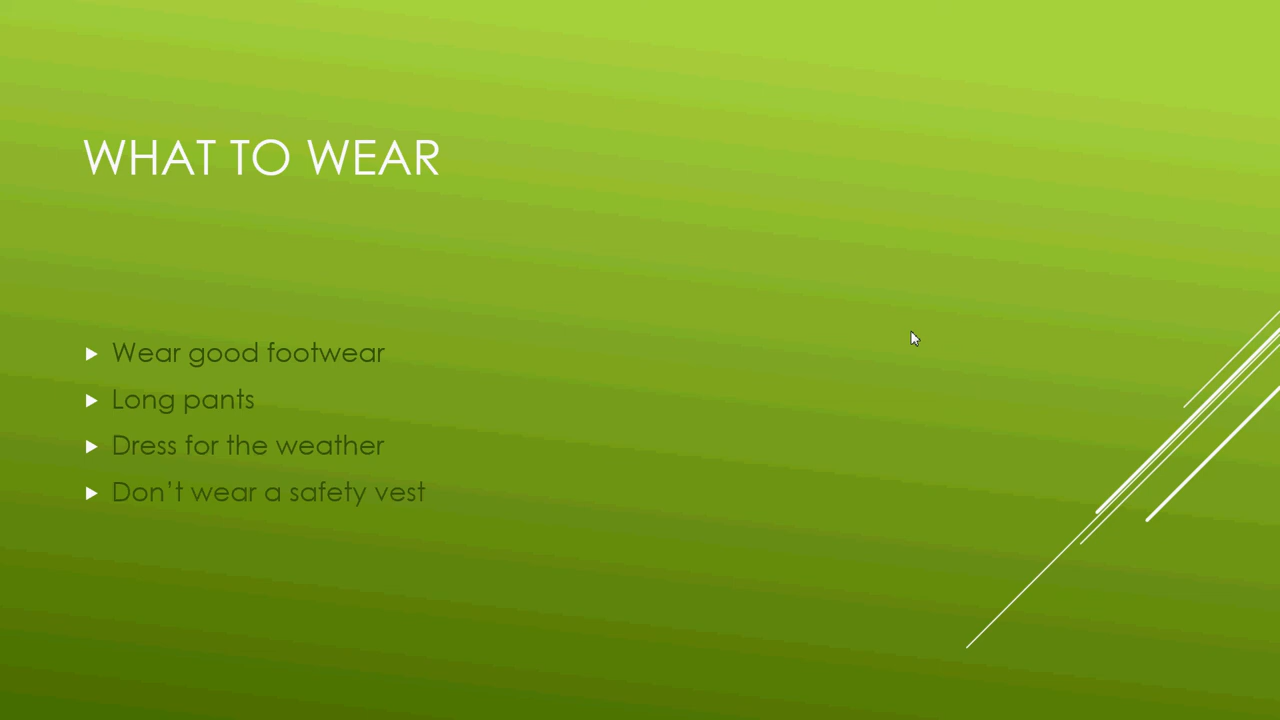 WHAT TO WEAR
Wear good footwear
Long pants
Dress for the weather
Don’t wear a safety vest